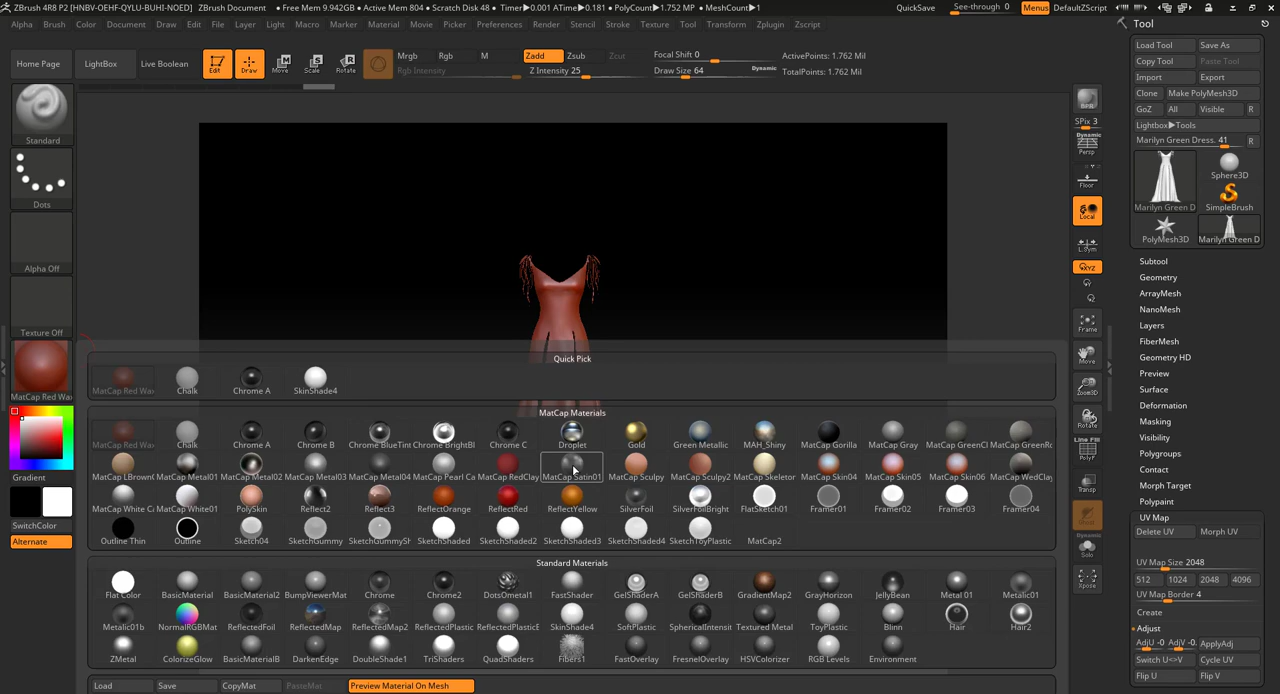 ZBrush 4R8 P2 [HNBV-OEHF-QYLU-BUHI-NOED] ZBrush Document • Free Mem 9.942GB • Active Mem 804 • Scratch Disk 48 • Timer▶0.001 ATime▶0.181 • PolyCount▶1.752 MP • MeshCount▶1 QuickSave See-through 0 Menus DefaultZScript
Alpha Brush Color Document Draw Edit File Layer Light Macro Marker Material Movie Picker Preferences Render Stencil Stroke Texture Tool Transform Zplugin Zscript
Home Page LightBox Live Boolean Edit Draw Move Scale Rotate
Mrgb Rgb M Zadd Zsub Zcut Focal Shift 0 ActivePoints: 1.762 Mil
Rgb Intensity Z Intensity 25 Draw Size 64 Dynamic TotalPoints: 1.762 Mil
Standard
Dots
Alpha Off
Texture Off
MatCap Red Wax
Gradient
SwitchColor
Alternate
Quick Pick
MatCap Red Wax Chalk Chrome A SkinShade4
MatCap Materials
MatCap Red Wax Chalk Chrome A Chrome B Chrome BlueTint Chrome BrightBl Chrome C Droplet Gold Green Metallic MAH_Shiny MatCap Gorilla MatCap Gray MatCap GreenCl MatCap GreenRo
MatCap LBrown0 MatCap Metal01 MatCap Metal02 MatCap Metal03 MatCap Metal04 MatCap Pearl Ca MatCap RedClay MatCap Satin01 MatCap Sculpy MatCap Sculpy2 MatCap Skeletor MatCap Skin04 MatCap Skin05 MatCap Skin06 MatCap WedClay
MatCap White Ca MatCap White01 PolySkin Reflect2 Reflect3 ReflectOrange ReflectRed ReflectYellow SilverFoil SilverFoilBright FlatSketch01 Framer01 Framer02 Framer03 Framer04
Outline Thin Outline Sketch04 SketchGummy SketchGummySh SketchShaded SketchShaded2 SketchShaded3 SketchShaded4 SketchToyPlastic MatCap2
Standard Materials
Flat Color BasicMaterial BasicMaterial2 BumpViewerMat Chrome Chrome2 DotsOmetal1 FastShader GelShaderA GelShaderB GradientMap2 GrayHorizon JellyBean Metal 01 Metalic01
Metalic01b NormalRGBMat ReflectedFoil ReflectedMap ReflectedMap2 ReflectedPlastic ReflectedPlasticE SkinShade4 SoftPlastic SphericalIntensit Textured Metal ToyPlastic Blinn Hair Hair2
ZMetal ColorizeGlow BasicMaterialB DarkenEdge DoubleShade1 TriShaders QuadShaders Fibers1 FastOverlay FresnelOverlay HSVColorizer RGB Levels Environment
Load Save CopyMat PasteMat Preview Material On Mesh
BPR
SPix 3
Dynamic
Persp
Floor
Local
L.Sym
XYZ
Frame
Move
Zoom3D
Rotate
Line Fill
PolyF
Transp
Ghost
Dynamic
Solo
Xpose
Tool
Load Tool Save As
Copy Tool Paste Tool
Import Export
Clone Make PolyMesh3D
GoZ All Visible R
Lightbox▶Tools
Marilyn Green Dress. 41 R
Sphere3D
Marilyn Green D SimpleBrush
PolyMesh3D Marilyn Green D
Subtool
Geometry
ArrayMesh
NanoMesh
Layers
FiberMesh
Geometry HD
Preview
Surface
Deformation
Masking
Visibility
Polygroups
Contact
Morph Target
Polypaint
UV Map
Delete UV Morph UV
UV Map Size 2048
512 1024 2048 4096
UV Map Border 4
Create
Adjust
AdjU -0 AdjV -0. ApplyAdj
Switch U<>V Cycle UV
Flip U Flip V